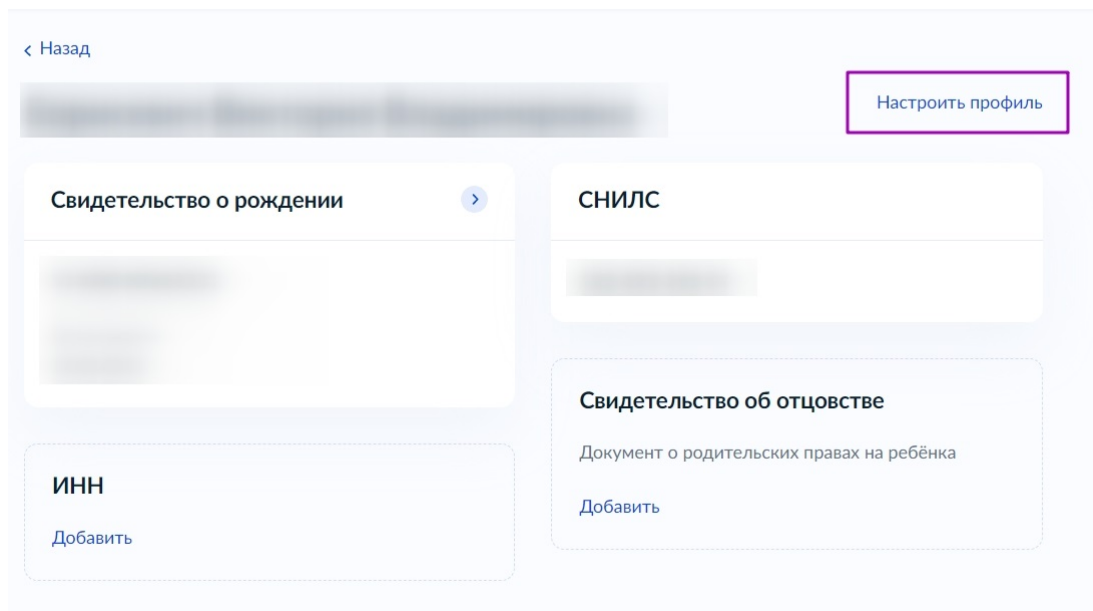 Назад
Настроить профиль
Свидетельство о рождении
СНИЛС
Свидетельство об отцовстве
Документ о родительских правах на ребёнка
Добавить
ИНН
Добавить